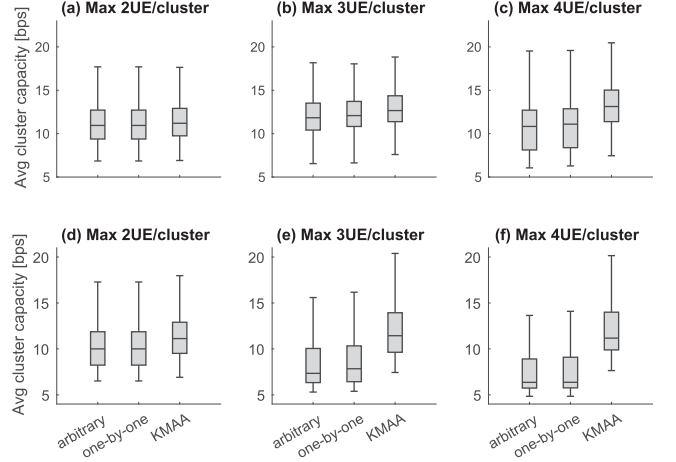 (a) Max 2UE/cluster
(b) Max 3UE/cluster
(c) Max 4UE/cluster
Avg cluster capacity [bps]
20
15
10
5
20
15
10
5
20
15
10
5
(d) Max 2UE/cluster
(e) Max 3UE/cluster
(f) Max 4UE/cluster
Avg cluster capacity [bps]
20
15
10
5
20
15
10
5
20
15
10
5
arbitrary
one-by-one
KMAA
arbitrary
one-by-one
KMAA
arbitrary
one-by-one
KMAA